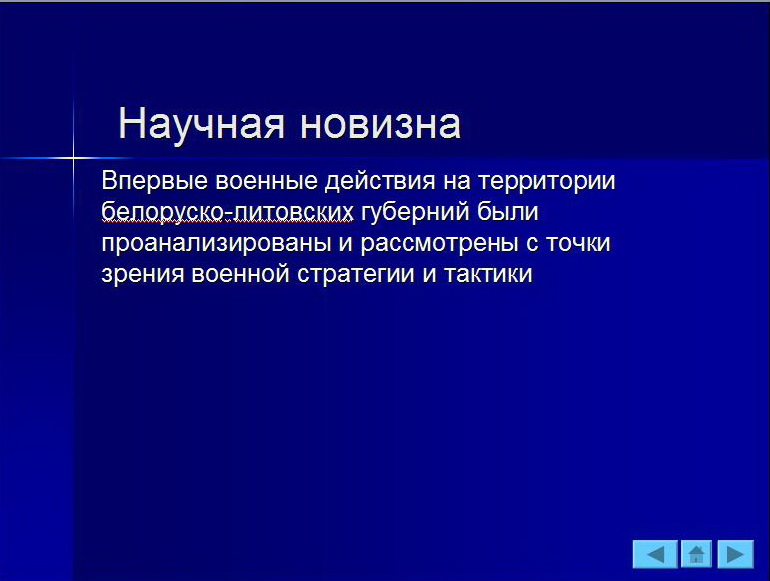 Научная новизна
Впервые военные действия на территории
белоруско-литовских губерний были
проанализированы и рассмотрены с точки
зрения военной стратегии и тактики